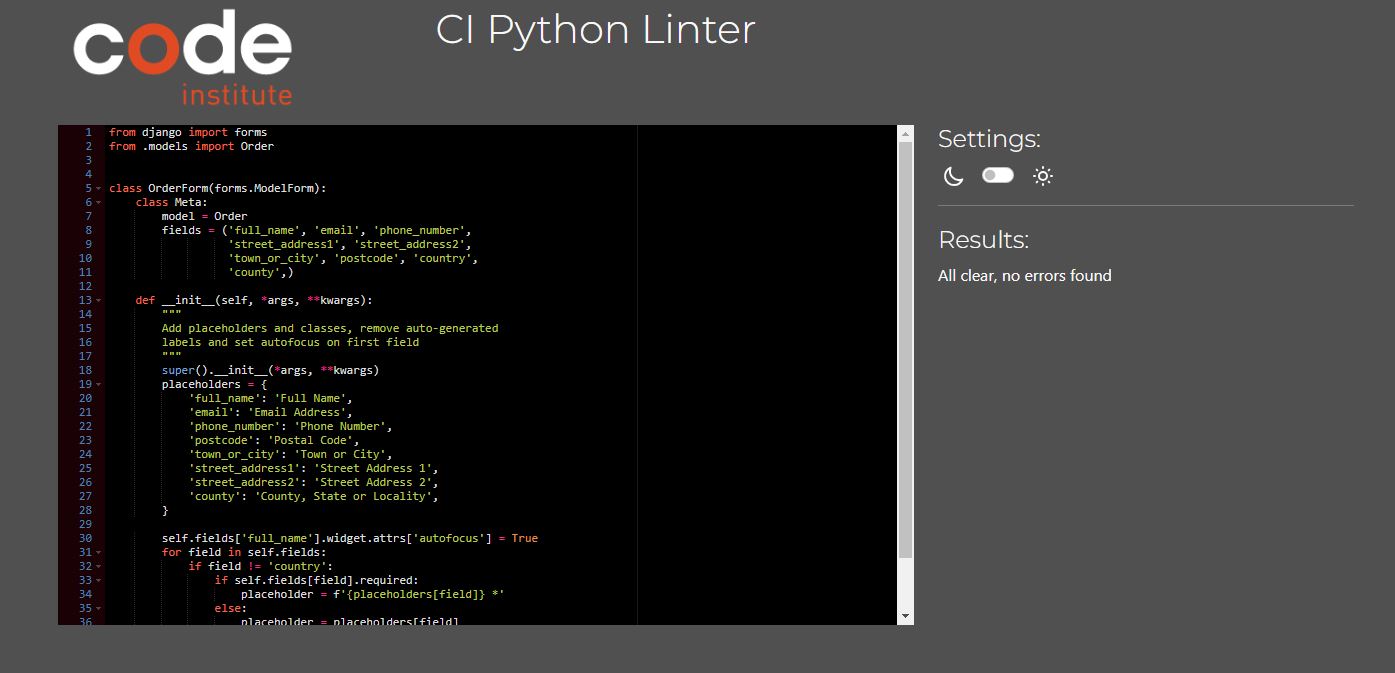 code
institute
CI Python Linter
1 from django import forms
2 from .models import Order
3
4
5 class OrderForm(forms.ModelForm):
6     class Meta:
7         model = Order
8         fields = ('full_name', 'email', 'phone_number',
9                   'street_address1', 'street_address2',
10                   'town_or_city', 'postcode', 'country',
11                   'county',)
12
13     def __init__(self, *args, **kwargs):
14         """
15         Add placeholders and classes, remove auto-generated
16         labels and set autofocus on first field
17         """
18         super().__init__(*args, **kwargs)
19         placeholders = {
20             'full_name': 'Full Name',
21             'email': 'Email Address',
22             'phone_number': 'Phone Number',
23             'postcode': 'Postal Code',
24             'town_or_city': 'Town or City',
25             'street_address1': 'Street Address 1',
26             'street_address2': 'Street Address 2',
27             'county': 'County, State or Locality',
28         }
29
30         self.fields['full_name'].widget.attrs['autofocus'] = True
31         for field in self.fields:
32             if field != 'country':
33                 if self.fields[field].required:
34                     placeholder = f'{placeholders[field]} *'
35                 else:
36                     placeholder = placeholders[field]
Settings:
Results:
All clear, no errors found